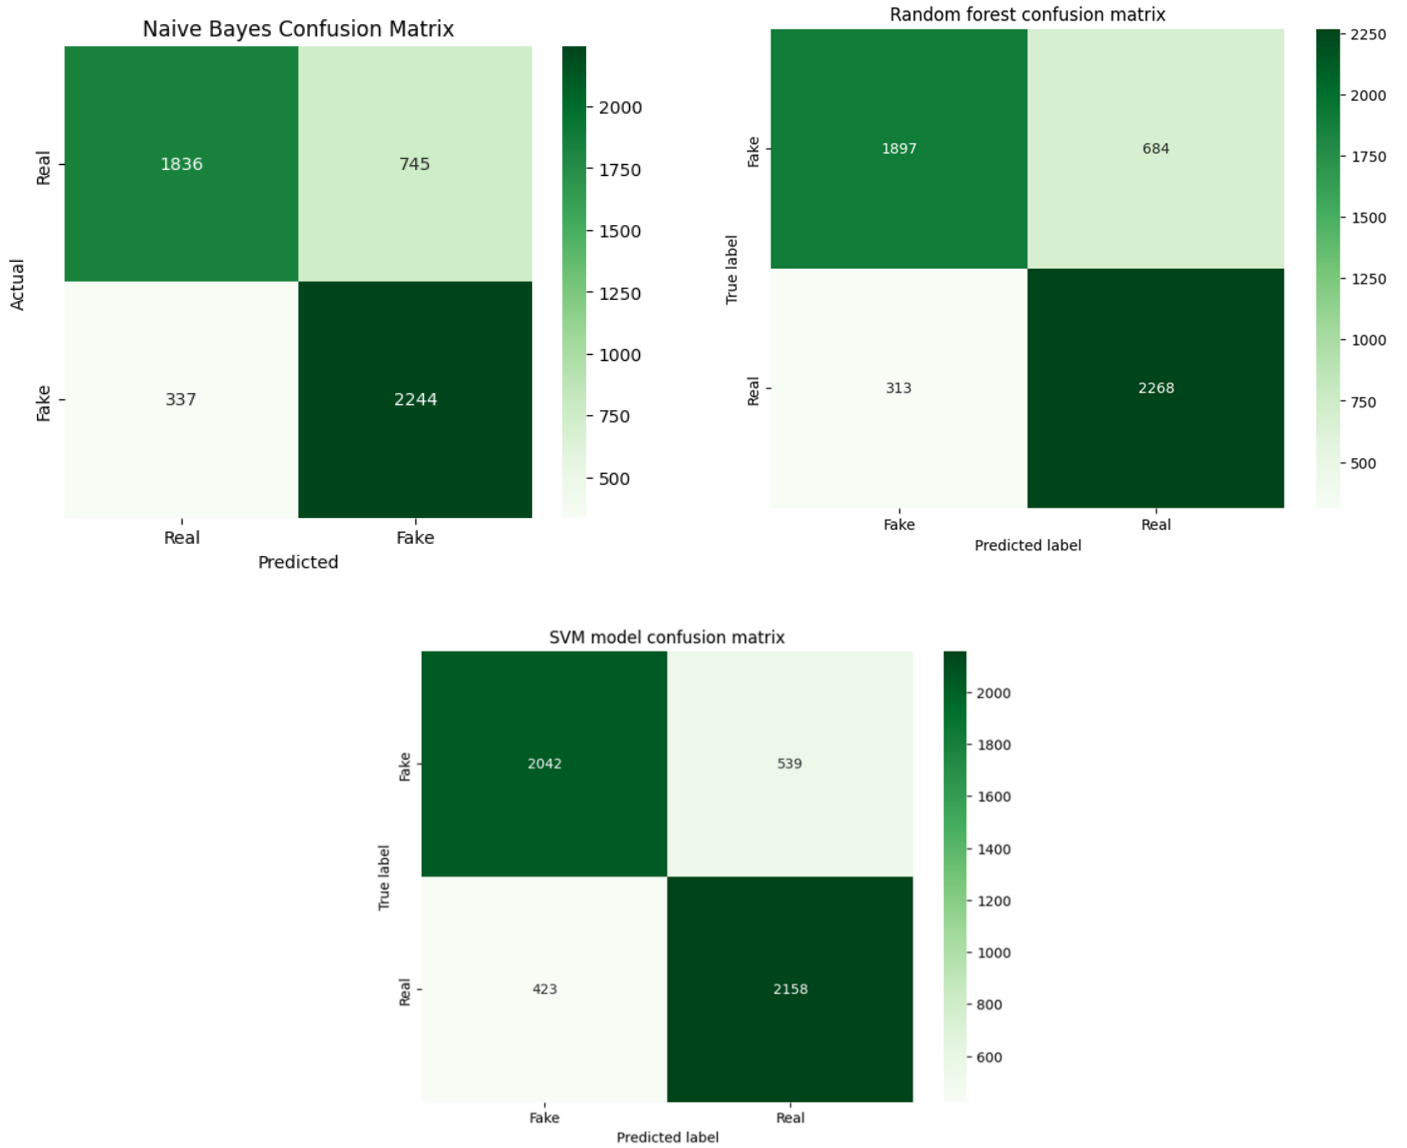 Naive Bayes Confusion Matrix
Real
1836
745
Actual
Fake
337
2244
Real
Fake
Predicted
2000
1750
1500
1250
1000
750
500
Random forest confusion matrix
Fake
1897
684
True label
Real
313
2268
Fake
Real
Predicted label
2250
2000
1750
1500
1250
1000
750
500
SVM model confusion matrix
Fake
2042
539
True label
Real
423
2158
Fake
Real
Predicted label
2000
1800
1600
1400
1200
1000
800
600